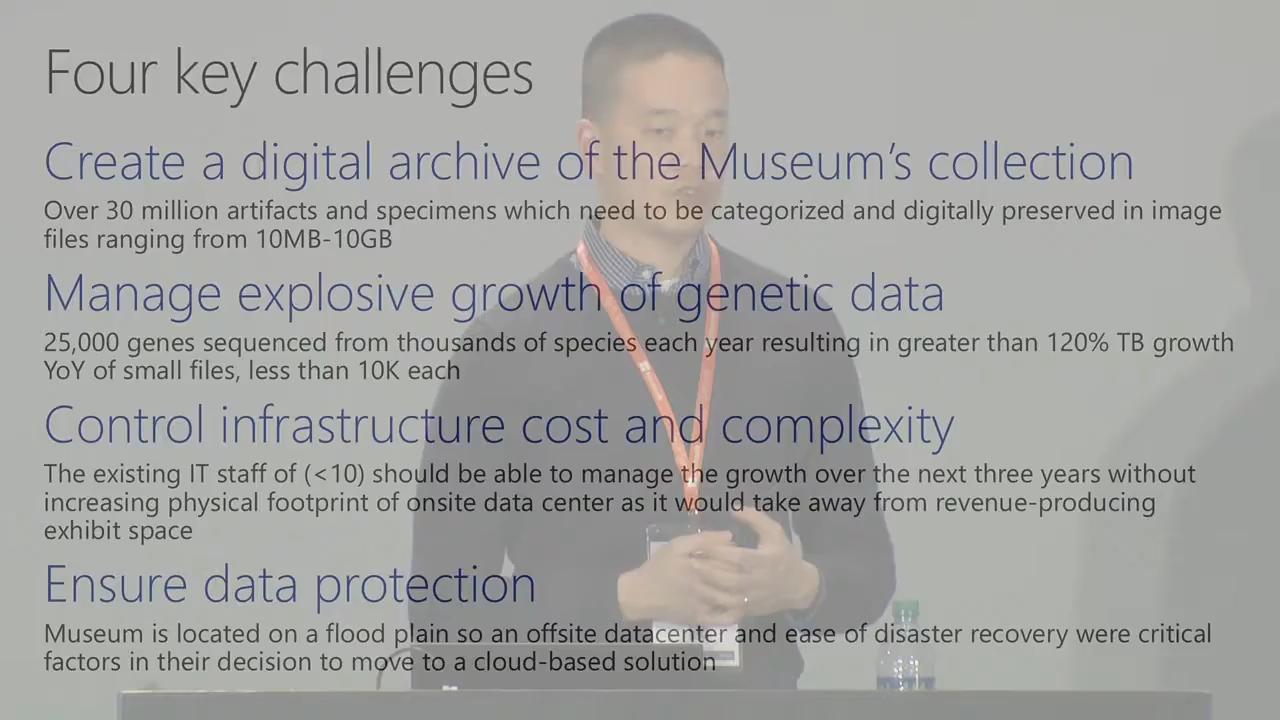 Four key challenges
Create a digital archive of the Museum's collection
Over 30 million artifacts and specimens which need to be categorized and digitally preserved in image
files ranging from 10MB-10GB
Manage explosive growth of genetic data
25,000 genes sequenced from thousands of species each year resulting in greater than 120% TB growth
YoY of small files, less than 10K each
Control infrastructure cost and complexity
The existing IT staff of (<10) should be able to manage the growth over the next three years without
increasing physical footprint of onsite data center as it would take away from revenue-producing
exhibit space
Ensure data protection
Museum is located on a flood plain so an offsite datacenter and ease of disaster recovery were critical
factors in their decision to move to a cloud-based solution